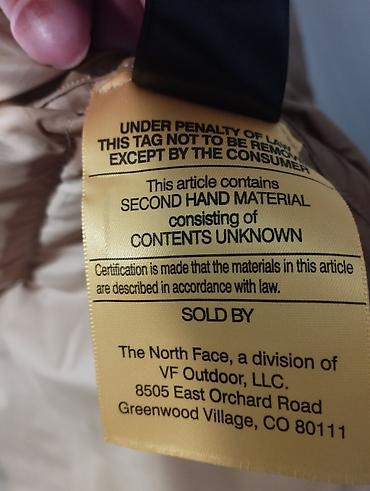 UNDER PENALTY OF LAW
THIS TAG NOT TO BE REMOVED
EXCEPT BY THE CONSUMER
This article contains
SECOND HAND MATERIAL
consisting of
CONTENTS UNKNOWN
Certification is made that the materials in this article
are described in accordance with law.
SOLD BY
The North Face, a division of
VF Outdoor, LLC.
8505 East Orchard Road
Greenwood Village, CO 80111